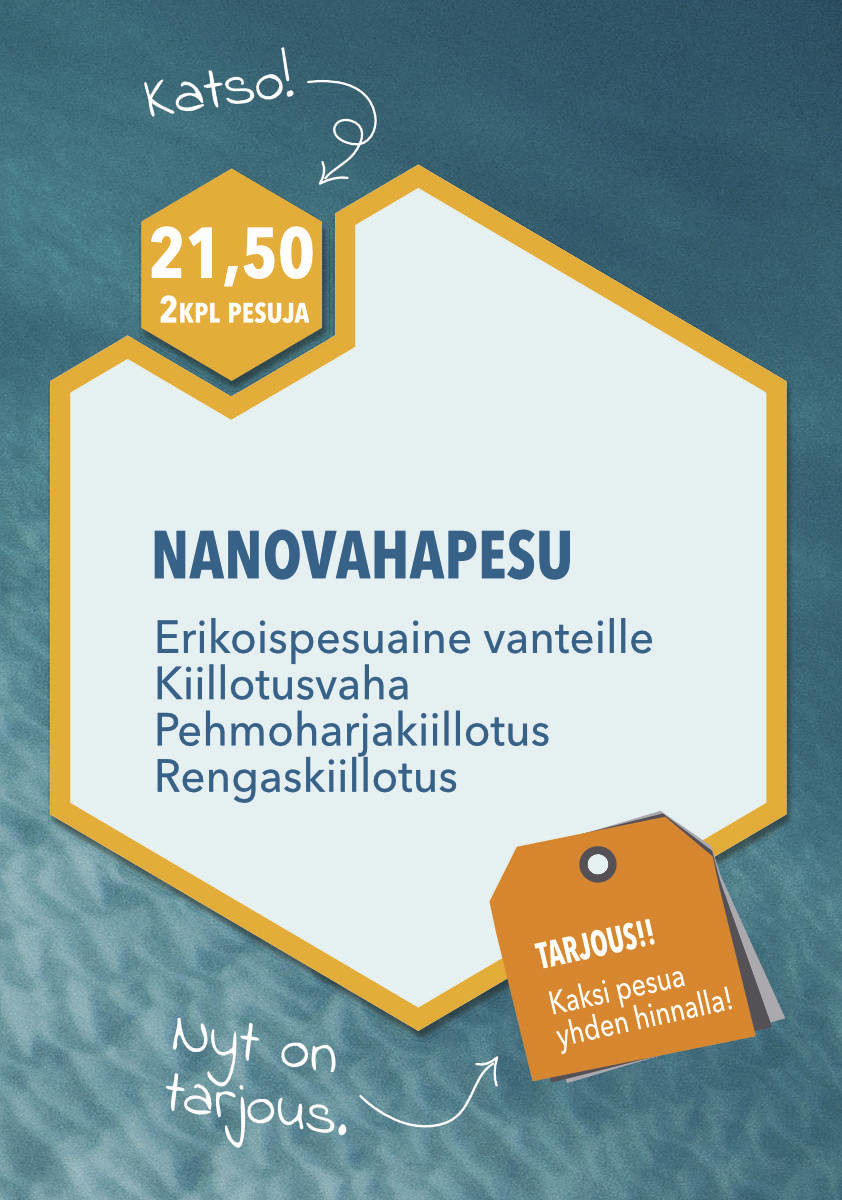 Katso!
21,50
2KPL PESUJA
NANOVAHAPESU
Erikoispesuaine vanteille
Kiillotusvaha
Pehmoharjakiillotus
Rengaskiillotus
TARJOUS!!
Kaksi pesua
yhden hinnalla!
Nyt on
tarjous.